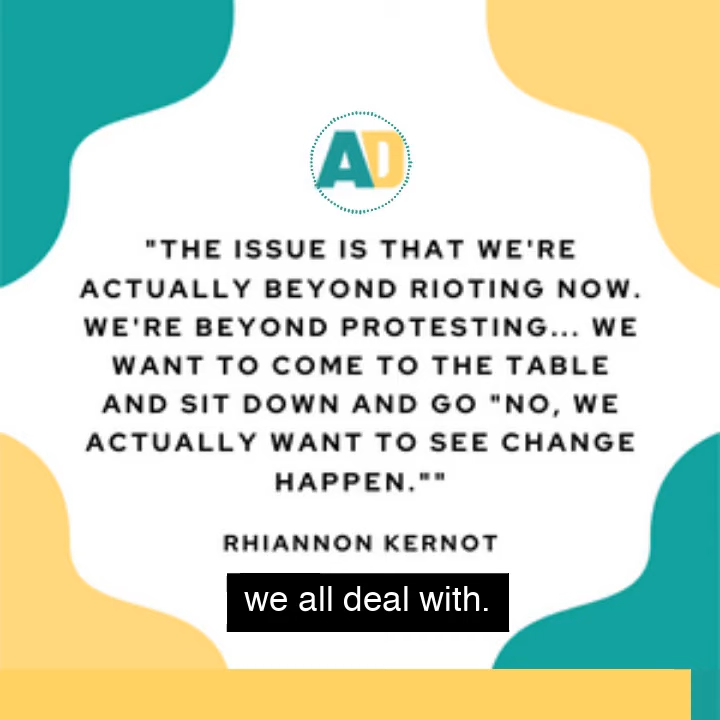 AD
"THE ISSUE IS THAT WE'RE
ACTUALLY BEYOND RIOTING NOW.
WE'RE BEYOND PROTESTING... WE
WANT TO COME TO THE TABLE
AND SIT DOWN AND GO "NO, WE
ACTUALLY WANT TO SEE CHANGE
HAPPEN.""
RHIANNON KERNOT
we all deal with.